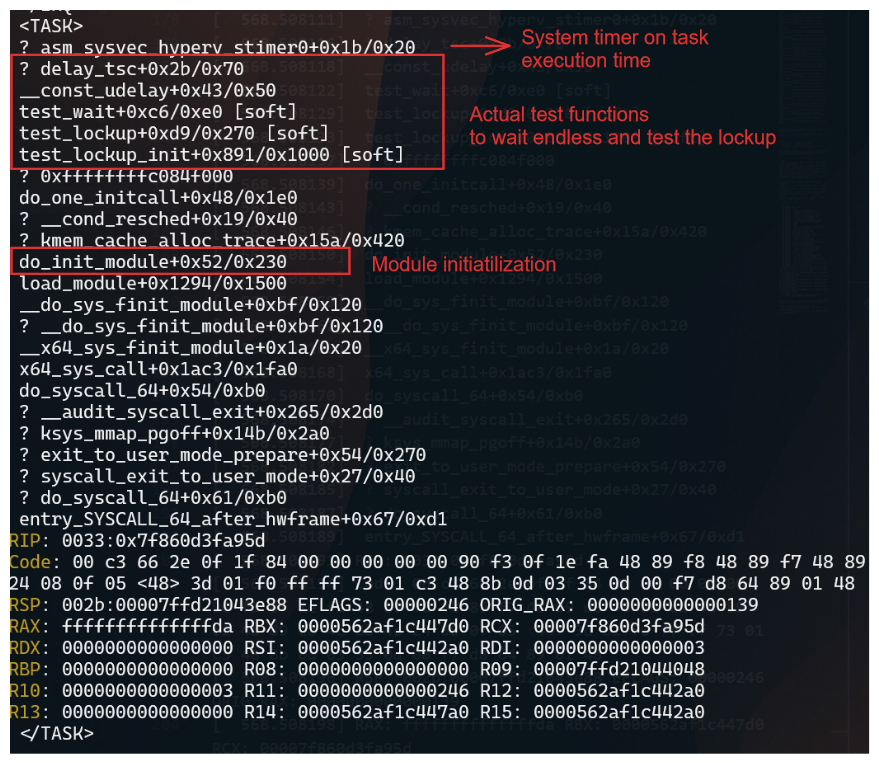 <TASK>
? asm_sysvec_hyperv_stimer0+0x1b/0x20
System timer on task
execution time
? delay_tsc+0x2b/0x70
__const_udelay+0x43/0x50
test_wait+0xc6/0xe0 [soft]
test_lockup+0xd9/0x270 [soft]
test_lockup_init+0x891/0x1000 [soft]
Actual test functions
to wait endless and test the lockup
? 0xffffffffc084f000
do_one_initcall+0x48/0x1e0
? __cond_resched+0x19/0x40
? kmem_cache_alloc_trace+0x15a/0x420
do_init_module+0x52/0x230
Module initiatilization
load_module+0x1294/0x1500
__do_sys_finit_module+0xbf/0x120
? __do_sys_finit_module+0xbf/0x120
__x64_sys_finit_module+0x1a/0x20
x64_sys_call+0x1ac3/0x1fa0
do_syscall_64+0x54/0xb0
? __audit_syscall_exit+0x265/0x2d0
? ksys_mmap_pgoff+0x14b/0x2a0
? exit_to_user_mode_prepare+0x54/0x270
? syscall_exit_to_user_mode+0x27/0x40
? do_syscall_64+0x61/0xb0
entry_SYSCALL_64_after_hwframe+0x67/0xd1
RIP: 0033:0x7f860d3fa95d
Code: 00 c3 66 2e 0f 1f 84 00 00 00 00 00 90 f3 0f 1e fa 48 89 f8 48 89 f7 48 89
24 08 0f 05 <48> 3d 01 f0 ff ff 73 01 c3 48 8b 0d 03 35 0d 00 f7 d8 64 89 01 48
RSP: 002b:00007ffd21043e88 EFLAGS: 00000246 ORIG_RAX: 0000000000000139
RAX: ffffffffffffffda RBX: 0000562af1c447d0 RCX: 00007f860d3fa95d
RDX: 0000000000000000 RSI: 0000562af1c442a0 RDI: 0000000000000003
RBP: 0000000000000000 R08: 0000000000000000 R09: 00007ffd21044048
R10: 0000000000000003 R11: 0000000000000246 R12: 0000562af1c442a0
R13: 0000000000000000 R14: 0000562af1c447a0 R15: 0000562af1c442a0
</TASK>